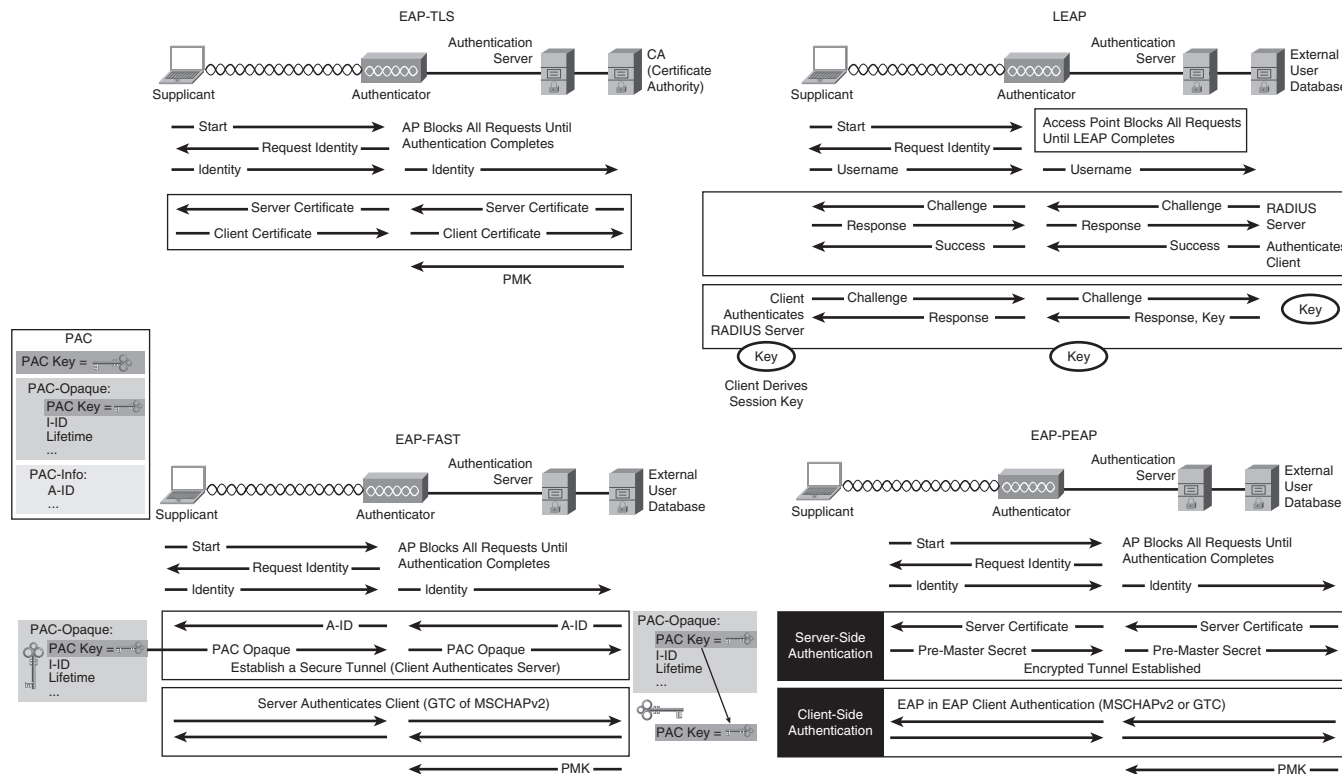 EAP-TLS
Authentication
Server
CA
(Certificate
Authority)
Supplicant
Authenticator
Start
AP Blocks All Requests Until
Authentication Completes
Request Identity
Identity
Identity
Server Certificate
Server Certificate
Client Certificate
Client Certificate
PMK
LEAP
Authentication
Server
External
User
Database
Supplicant
Authenticator
Start
Access Point Blocks All Requests
Until LEAP Completes
Request Identity
Username
Username
Challenge
Challenge
RADIUS
Server
Response
Response
Success
Success
Authenticates
Client
Client
Authenticates
RADIUS Server
Challenge
Challenge
Response
Response, Key
Key
Key
Key
Client Derives
Session Key
PAC
PAC Key =
PAC-Opaque:
PAC Key =
I-ID
Lifetime
...
PAC-Info:
A-ID
...
EAP-FAST
Authentication
Server
External
User
Database
Supplicant
Authenticator
Start
AP Blocks All Requests Until
Authentication Completes
Request Identity
Identity
Identity
PAC-Opaque:
PAC Key =
I-ID
Lifetime
...
A-ID
A-ID
PAC Opaque
PAC Opaque
Establish a Secure Tunnel (Client Authenticates Server)
Server Authenticates Client (GTC of MSCHAPv2)
PMK
PAC-Opaque:
PAC Key =
I-ID
Lifetime
...
PAC Key =
EAP-PEAP
Authentication
Server
External
User
Database
Supplicant
Authenticator
Start
AP Blocks All Requests Until
Authentication Completes
Request Identity
Identity
Identity
Server-Side
Authentication
Server Certificate
Server Certificate
Pre-Master Secret
Pre-Master Secret
Encrypted Tunnel Established
Client-Side
Authentication
EAP in EAP Client Authentication (MSCHAPv2 or GTC)
PMK